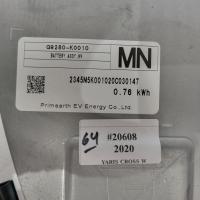 G9280-K0010
BATTERY ASSY,HV
MN
2345M5K001020C030147
0.76 kWh
Primearth EV Energy Co.,Ltd.
64
#20608
2020
YARIS CROSS W